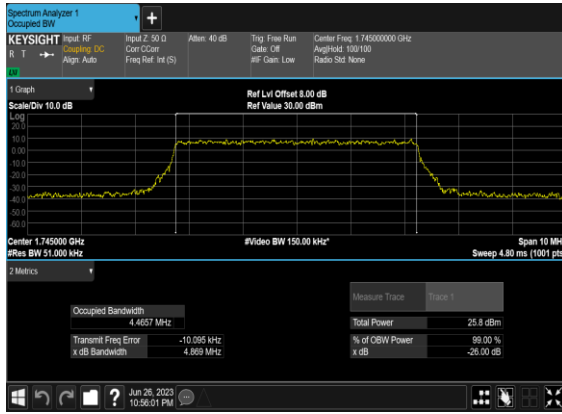 Spectrum Analyzer 1
Occupied BW
+
KEYSIGHT Input: RF Input Z: 50 Ω Atten: 40 dB Trig: Free Run Center Freq: 1.745000000 GHz
R T Coupling: DC Corr CCorr Gate: Off Avg|Hold: 100/100
Align: Auto Freq Ref: Int (S) #IF Gain: Low Radio Std: None
LW
1 Graph
Ref Lvl Offset 8.00 dB
Scale/Div 10.0 dB Ref Value 30.00 dBm
Log
20.0
10.0
0.00
-10.0
-20.0
-30.0
-40.0
-50.0
-60.0
Center 1.745000 GHz #Video BW 150.00 kHz* Span 10 MH
#Res BW 51.000 kHz Sweep 4.80 ms (1001 pts
2 Metrics
Measure Trace Trace 1
Occupied Bandwidth
4.4657 MHz Total Power 25.8 dBm
Transmit Freq Error -10.095 kHz % of OBW Power 99.00 %
x dB Bandwidth 4.869 MHz x dB -26.00 dB
? Jun 26, 2023
10:56:01 PM